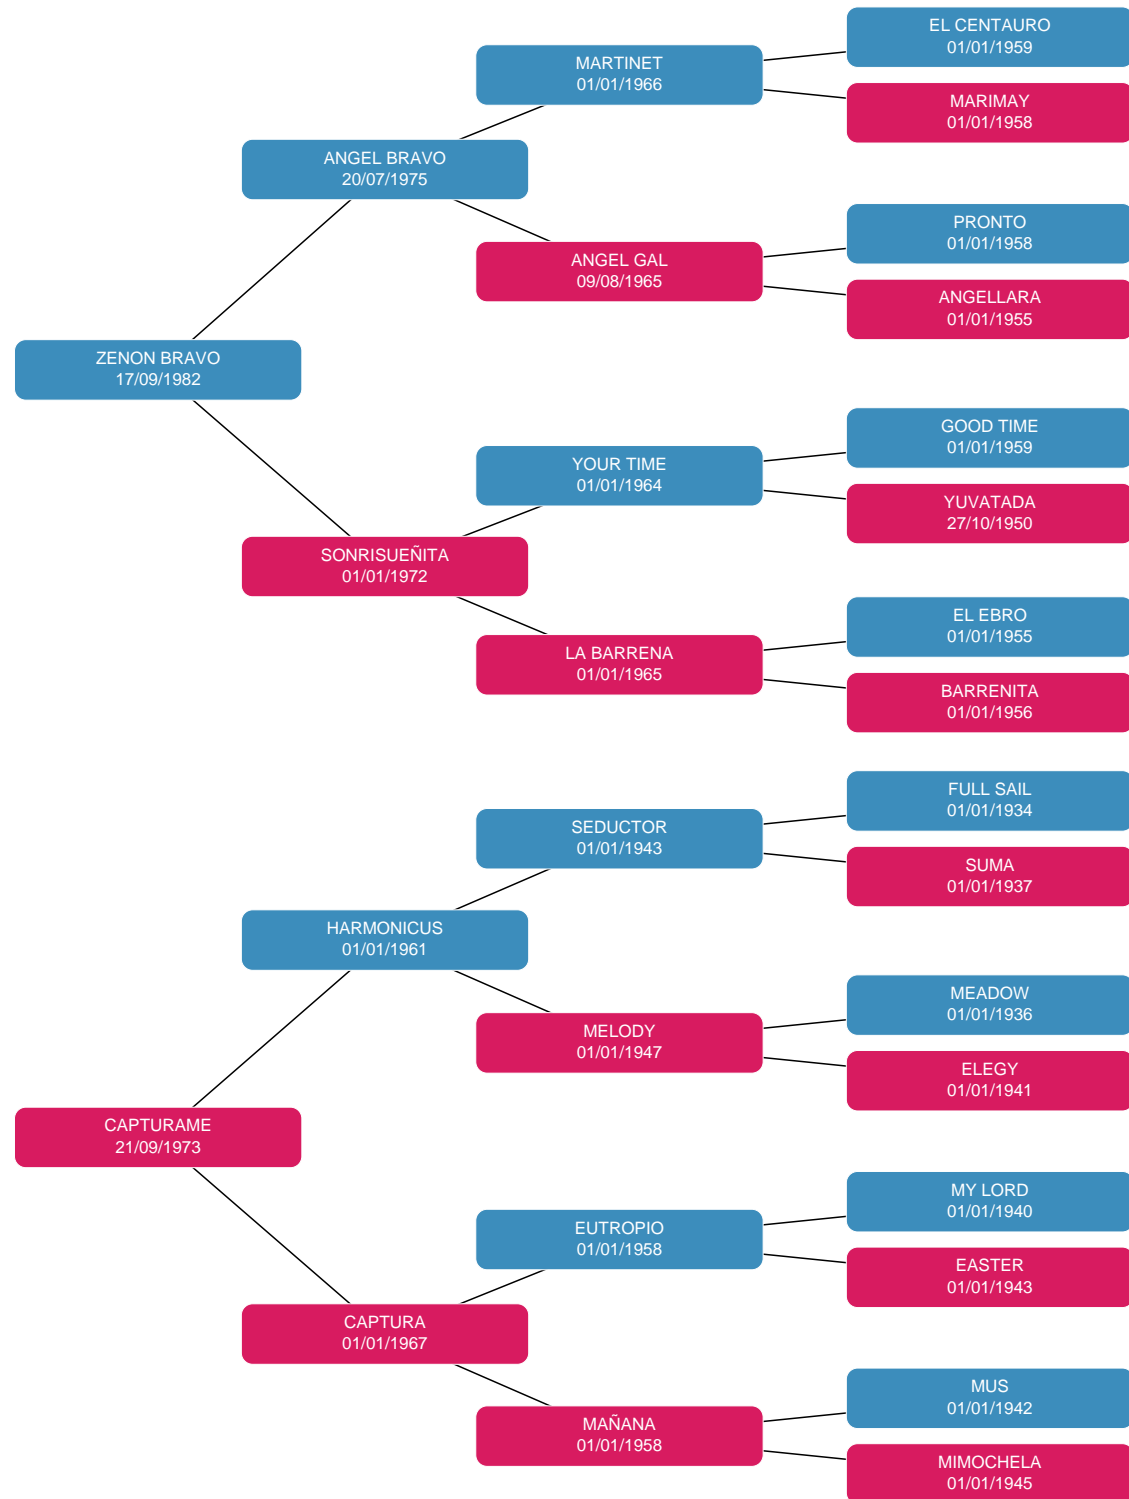 EL CENTAURO
01/01/1959
MARTINET
01/01/1966
MARIMAY
01/01/1958
ANGEL BRAVO
20/07/1975
PRONTO
01/01/1958
ANGEL GAL
09/08/1965
ANGELLARA
01/01/1955
ZENON BRAVO
17/09/1982
GOOD TIME
01/01/1959
YOUR TIME
01/01/1964
YUVATADA
27/10/1950
SONRISUEÑITA
01/01/1972
EL EBRO
01/01/1955
LA BARRENA
01/01/1965
BARRENITA
01/01/1956
FULL SAIL
01/01/1934
SEDUCTOR
01/01/1943
SUMA
01/01/1937
HARMONICUS
01/01/1961
MEADOW
01/01/1936
MELODY
01/01/1947
ELEGY
01/01/1941
CAPTURAME
21/09/1973
MY LORD
01/01/1940
EUTROPIO
01/01/1958
EASTER
01/01/1943
CAPTURA
01/01/1967
MUS
01/01/1942
MAÑANA
01/01/1958
MIMOCHELA
01/01/1945